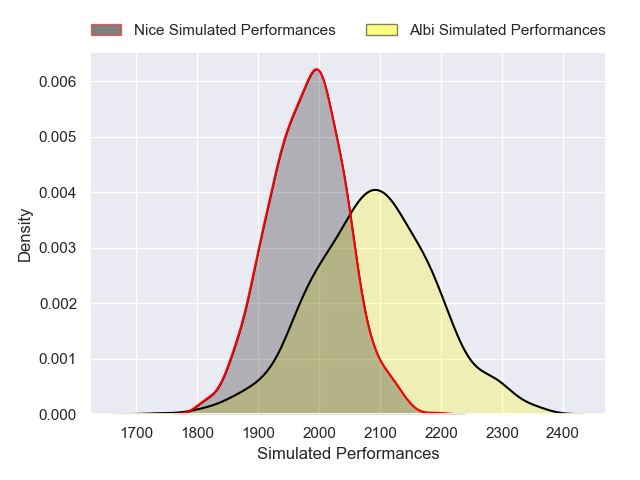 Nice Simulated Performances Albi Simulated Performances
0.006
0.005
0.004
0.003
0.002
0.001
0.000
Density
1700 1800 1900 2000 2100 2200 2300 2400
Simulated Performances